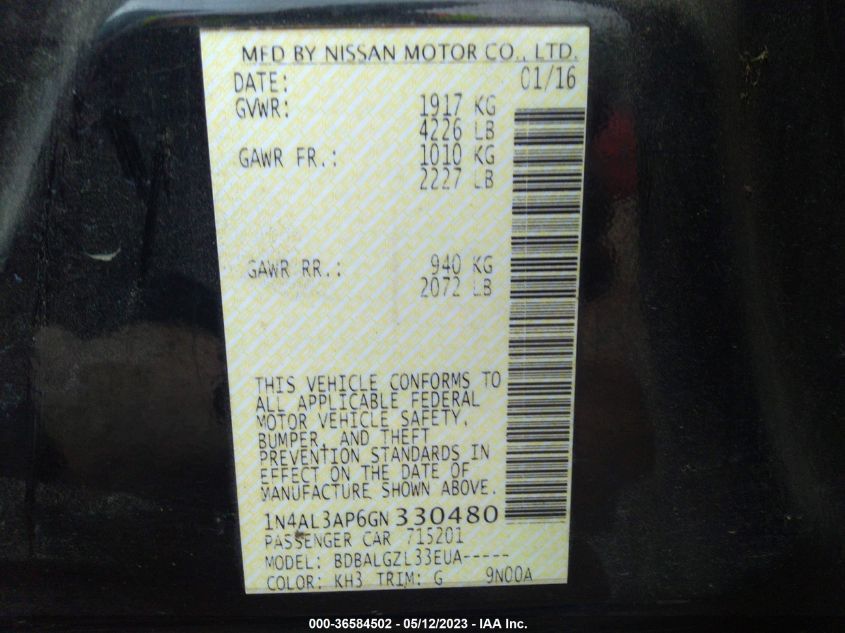 MFD BY NISSAN MOTOR CO., LTD.
DATE: 01/16
GVWR: 1917 KG
4226 LB
GAWR FR.: 1010 KG
2227 LB
GAWR RR.: 940 KG
2072 LB
THIS VEHICLE CONFORMS TO
ALL APPLICABLE FEDERAL
MOTOR VEHICLE SAFETY,
BUMPER, AND THEFT
PREVENTION STANDARDS IN
EFFECT ON THE DATE OF
MANUFACTURE SHOWN ABOVE.
1N4AL3AP6GN330480
PASSENGER CAR 715201
MODEL: BDBALGZL33EUA-----
COLOR: KH3 TRIM: G 9N00A
000-36584502 - 05/12/2023 - IAA Inc.